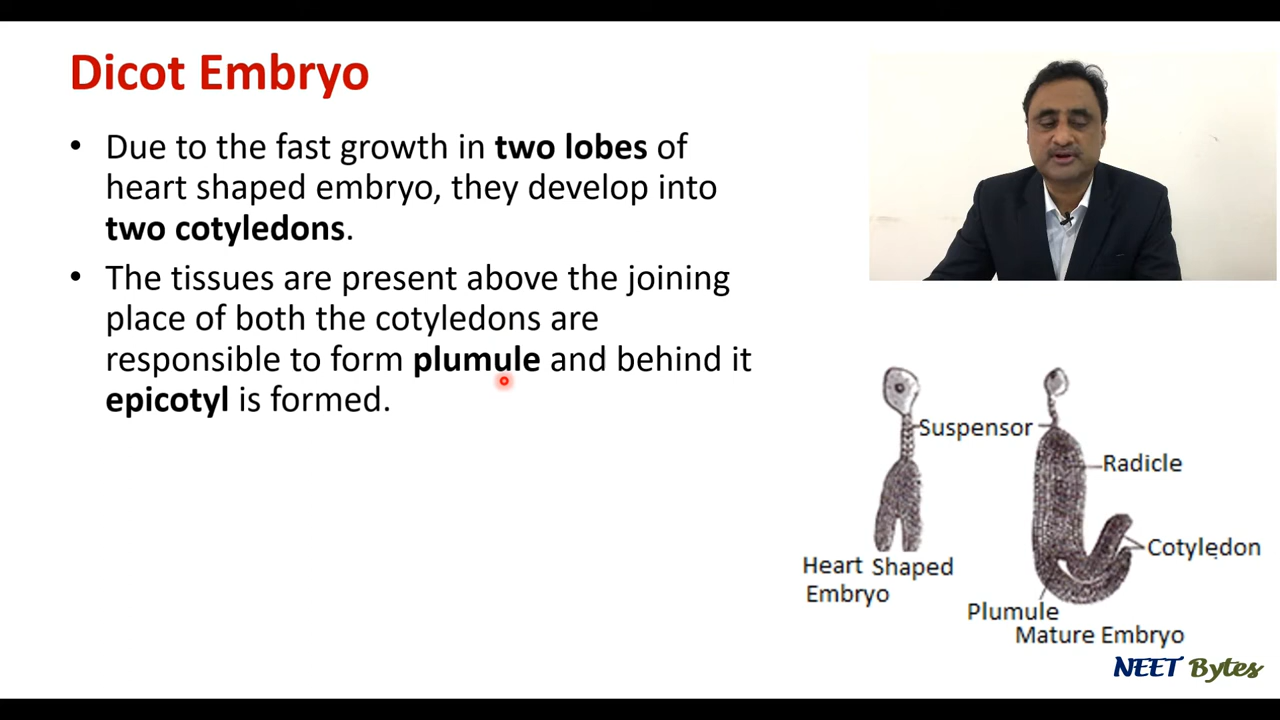 Dicot Embryo
• Due to the fast growth in two lobes of
heart shaped embryo, they develop into
two cotyledons.
• The tissues are present above the joining
place of both the cotyledons are
responsible to form plumule and behind it
epicotyl is formed.
Suspensor
Radicle
Cotyledon
Heart Shaped
Embryo
Plumule
Mature Embryo
NEET Bytes